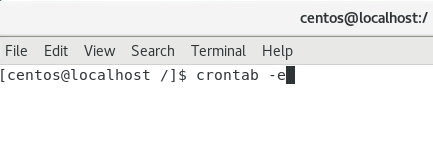 centos@localhost:/
File Edit View Search Terminal Help
[centos@localhost /]$ crontab -e